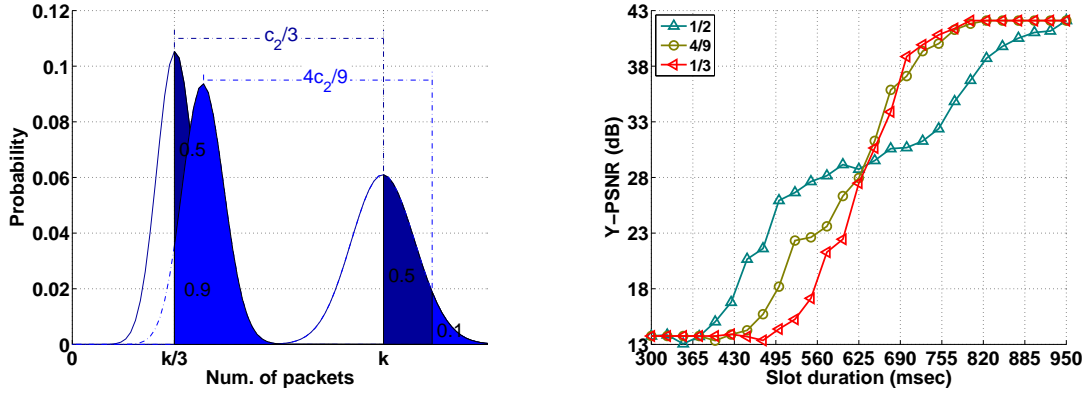 0.12
0.1
0.08
0.06
0.04
0.02
0
Probability
c2/3
4c2/9
0.5
0.9
0.5
0.1
0 k/3 k
Num. of packets
43
38
33
28
23
18
13
Y−PSNR (dB)
1/2
4/9
1/3
300 365 430 495 560 625 690 755 820 885 950
Slot duration (msec)